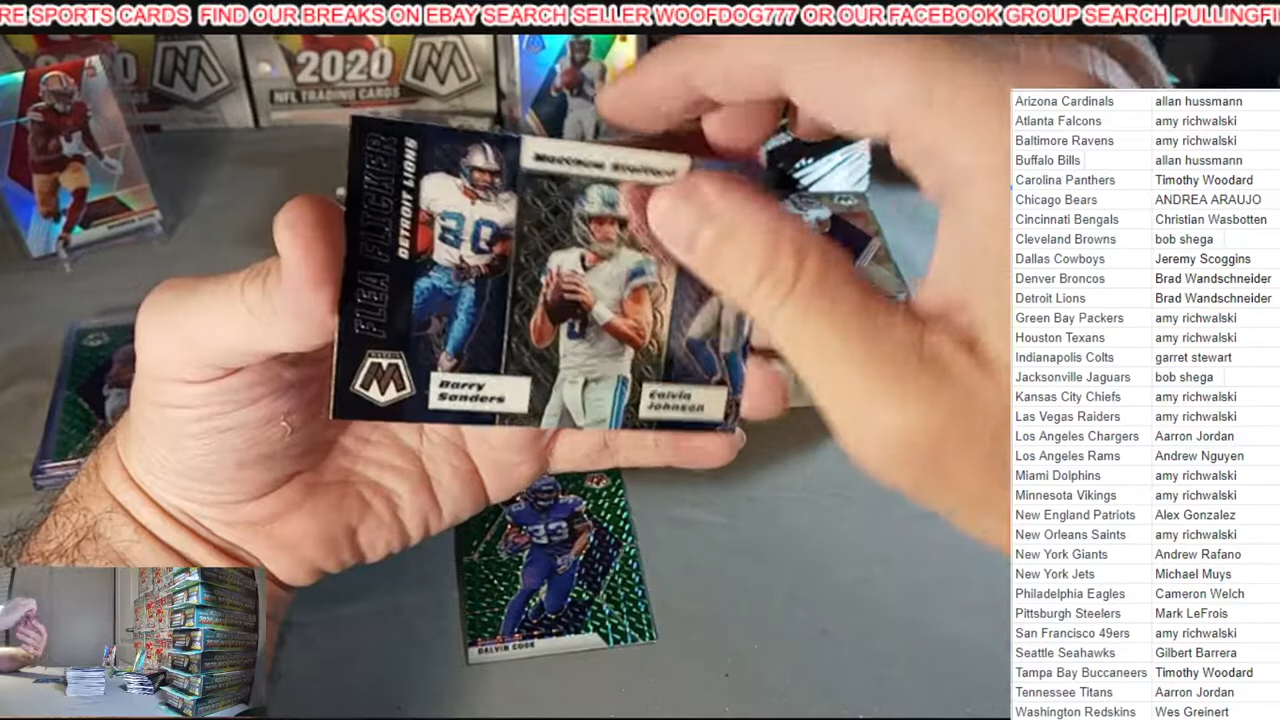 RE SPORTS CARDS  FIND OUR BREAKS ON EBAY SEARCH SELLER WOOFDOG777 OR OUR FACEBOOK GROUP SEARCH PULLINGFI
2020
NFL TRADING CARDS
FLEA FLICKER
DETROIT LIONS
Matthew Stafford
MOSAIC
Barry
Sanders
Calvin
Johnson
DALVIN COOK
Arizona Cardinals allan hussmann
Atlanta Falcons amy richwalski
Baltimore Ravens amy richwalski
Buffalo Bills allan hussmann
Carolina Panthers Timothy Woodard
Chicago Bears ANDREA ARAUJO
Cincinnati Bengals Christian Wasbotten
Cleveland Browns bob shega
Dallas Cowboys Jeremy Scoggins
Denver Broncos Brad Wandschneider
Detroit Lions Brad Wandschneider
Green Bay Packers amy richwalski
Houston Texans amy richwalski
Indianapolis Colts garret stewart
Jacksonville Jaguars bob shega
Kansas City Chiefs amy richwalski
Las Vegas Raiders amy richwalski
Los Angeles Chargers Aarron Jordan
Los Angeles Rams Andrew Nguyen
Miami Dolphins amy richwalski
Minnesota Vikings amy richwalski
New England Patriots Alex Gonzalez
New Orleans Saints amy richwalski
New York Giants Andrew Rafano
New York Jets Michael Muys
Philadelphia Eagles Cameron Welch
Pittsburgh Steelers Mark LeFrois
San Francisco 49ers amy richwalski
Seattle Seahawks Gilbert Barrera
Tampa Bay Buccaneers Timothy Woodard
Tennessee Titans Aarron Jordan
Washington Redskins Wes Greinert